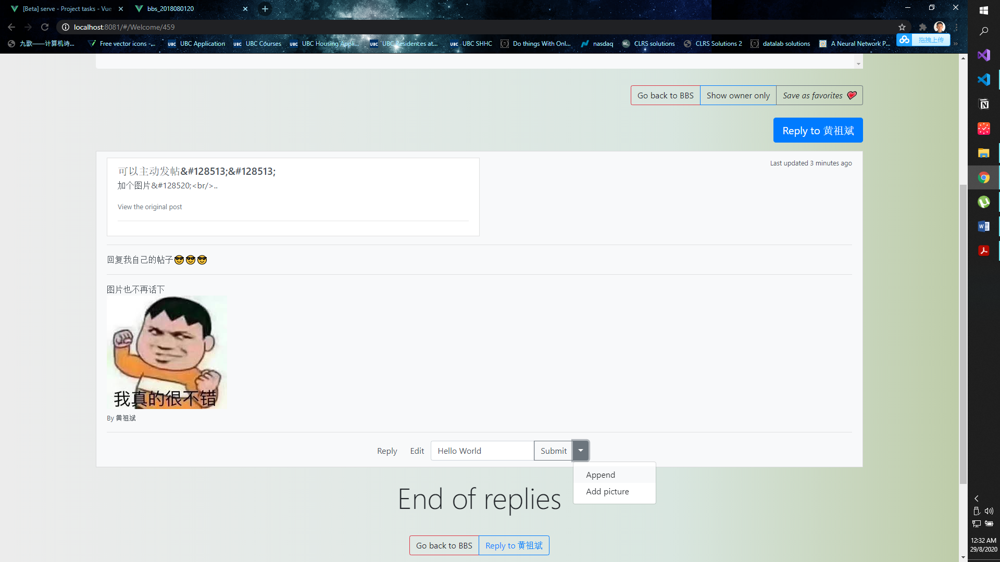 [Beta] serve - Project tasks - Vue
bbs_2018080120
localhost:8081/#/Welcome/459
九歌——计算机诗...
Free vector icons -...
UBC UBC Application
UBC UBC Courses
UBC UBC Housing Appli...
UBC UBC Residences at...
UBC UBC SHHC
Do things With Onl...
nasdaq
CLRS solutions
CLRS Solutions 2
datalab solutions
A Neural Network P...
拖拽上传
»
Go back to BBS
Show owner only
Save as favorites
Reply to 黄祖斌
Last updated 3 minutes ago
可以主动发帖&#128513;&#128513;
加个图片&#128520;<br/>..
View the original post
回复我自己的帖子😎😎😎
图片也不再话下
我真的很不错
By 黄祖斌
Reply
Edit
Hello World
Submit
Append
Add picture
End of replies
Go back to BBS
Reply to 黄祖斌
12:32 AM
29/8/2020